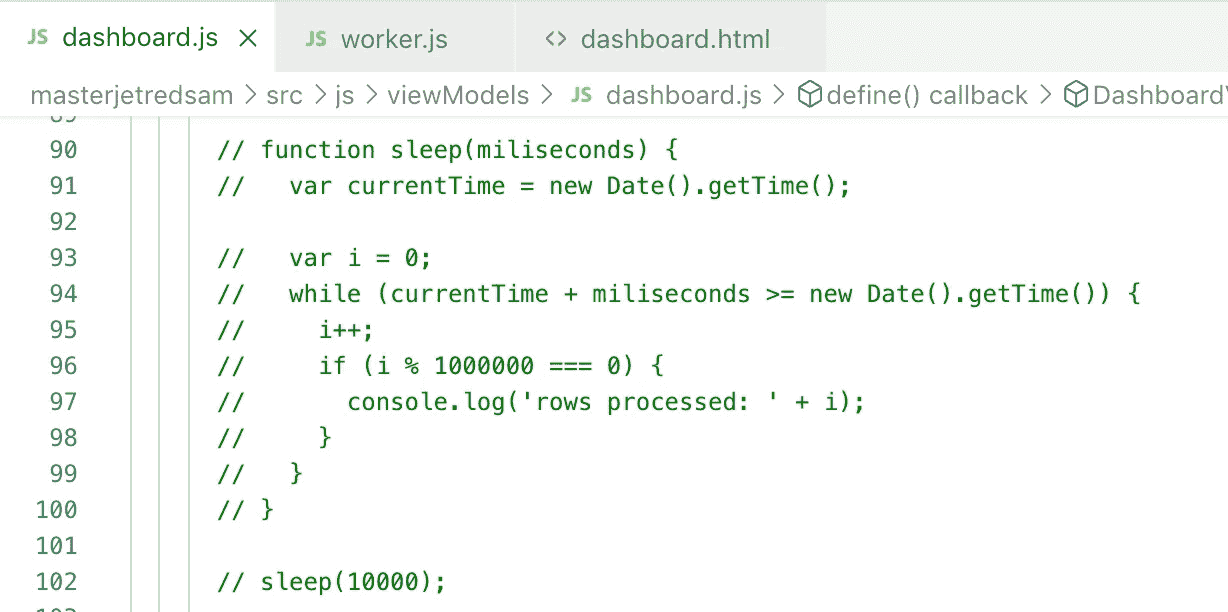 JS dashboard.js × JS worker.js <> dashboard.html
masterjetredsam > src > js > viewModels > JS dashboard.js > define() callback > Dashboard
89
90 // function sleep(miliseconds) {
91 //   var currentTime = new Date().getTime();
92
93 //   var i = 0;
94 //   while (currentTime + miliseconds >= new Date().getTime()) {
95 //     i++;
96 //     if (i % 1000000 === 0) {
97 //       console.log('rows processed: ' + i);
98 //     }
99 //   }
100 // }
101
102 // sleep(10000);
103